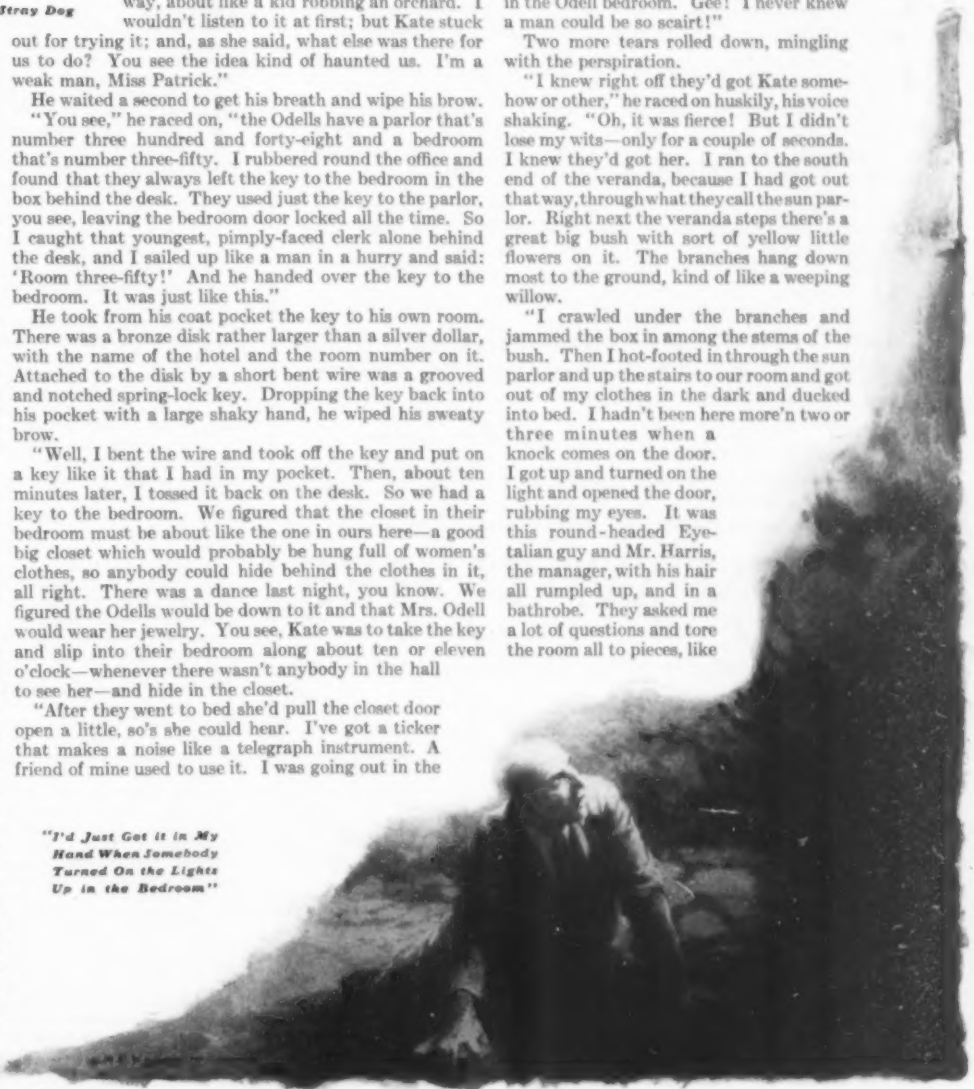 Stray Dog
way, about like a kid robbing an orchard. I
wouldn't listen to it at first; but Kate stuck
out for trying it; and, as she said, what else was there for
us to do? You see the idea kind of haunted us. I'm a
weak man, Miss Patrick."
He waited a second to get his breath and wipe his brow.
"You see," he raced on, "the Odells have a parlor that's
number three hundred and forty-eight and a bedroom
that's number three-fifty. I rubbered round the office and
found that they always left the key to the bedroom in the
box behind the desk. They used just the key to the parlor,
you see, leaving the bedroom door locked all the time. So
I caught that youngest, pimply-faced clerk alone behind
the desk, and I sailed up like a man in a hurry and said:
'Room three-fifty!' And he handed over the key to the
bedroom. It was just like this."
He took from his coat pocket the key to his own room.
There was a bronze disk rather larger than a silver dollar,
with the name of the hotel and the room number on it.
Attached to the disk by a short bent wire was a grooved
and notched spring-lock key. Dropping the key back into
his pocket with a large shaky hand, he wiped his sweaty
brow.
"Well, I bent the wire and took off the key and put on
a key like it that I had in my pocket. Then, about ten
minutes later, I tossed it back on the desk. So we had a
key to the bedroom. We figured that the closet in their
bedroom must be about like the one in ours here—a good
big closet which would probably be hung full of women's
clothes, so anybody could hide behind the clothes in it,
all right. There was a dance last night, you know. We
figured the Odells would be down to it and that Mrs. Odell
would wear her jewelry. You see, Kate was to take the key
and slip into their bedroom along about ten or eleven
o'clock—whenever there wasn't anybody in the hall
to see her—and hide in the closet.
"After they went to bed she'd pull the closet door
open a little, so's she could hear. I've got a ticker
that makes a noise like a telegraph instrument. A
friend of mine used to use it. I was going out in the
in the Odell bedroom. Gee! I never knew
a man could be so scairt!"
Two more tears rolled down, mingling
with the perspiration.
"I knew right off they'd got Kate some-
how or other," he raced on huskily, his voice
shaking. "Oh, it was fierce! But I didn't
lose my wits—only for a couple of seconds.
I knew they'd got her. I ran to the south
end of the veranda, because I had got out
that way, through what they call the sun par-
lor. Right next the veranda steps there's a
great big bush with sort of yellow little
flowers on it. The branches hang down
most to the ground, kind of like a weeping
willow.
"I crawled under the branches and
jammed the box in among the stems of the
bush. Then I hot-footed in through the sun
parlor and up the stairs to our room and got
out of my clothes in the dark and ducked
into bed. I hadn't been here more'n two or
three minutes when a
knock comes on the door.
I got up and turned on the
light and opened the door,
rubbing my eyes. It was
this round-headed Eye-
talian guy and Mr. Harris,
the manager, with his hair
all rumpled up, and in a
bathrobe. They asked me
a lot of questions and tore
the room all to pieces, like
"I'd Just Got it in My
Hand When Somebody
Turned On the Lights
Up in the Bedroom"